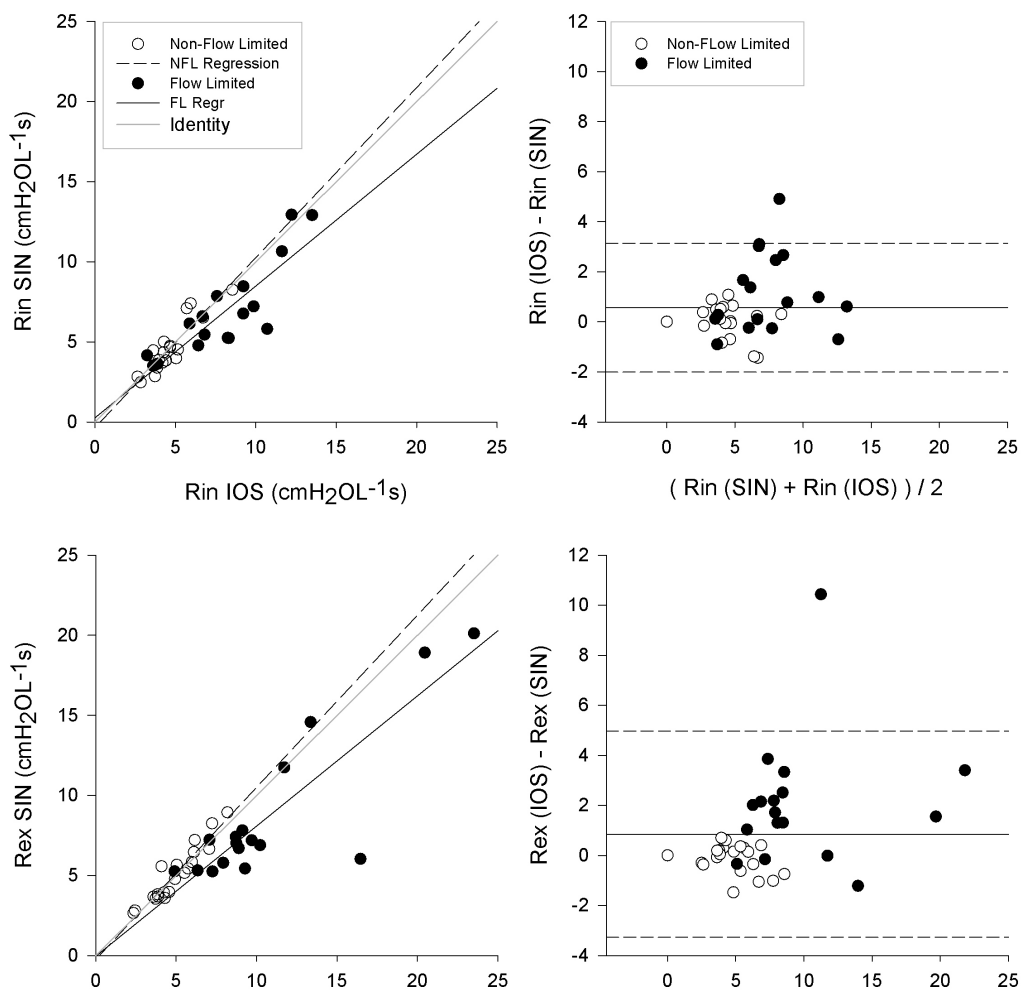 25
20
15
10
5
0
Rin SIN (cmH2OL-1s)
Non-Flow Limited
NFL Regression
Flow Limited
FL Regr
Identity
0 5 10 15 20 25
Rin IOS (cmH2OL-1s)
12
10
8
6
4
2
0
-2
-4
Rin (IOS) - Rin (SIN)
Non-FLow Limited
Flow Limited
0 5 10 15 20 25
( Rin (SIN) + Rin (IOS) ) / 2
25
20
15
10
5
0
Rex SIN (cmH2OL-1s)
0 5 10 15 20 25
12
10
8
6
4
2
0
-2
-4
Rex (IOS) - Rex (SIN)
0 5 10 15 20 25